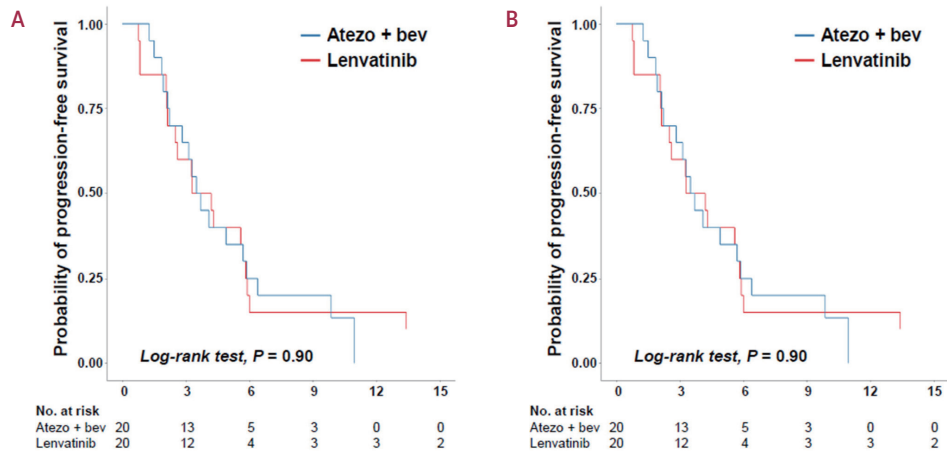 A
Probability of progression-free survival
1.00
0.75
0.50
0.25
0.00
Atezo + bev
Lenvatinib
Log-rank test, P = 0.90
0 3 6 9 12 15
No. at risk
Atezo + bev 20 13 5 3 0 0
Lenvatinib 20 12 4 3 3 2
B
Probability of progression-free survival
1.00
0.75
0.50
0.25
0.00
Atezo + bev
Lenvatinib
Log-rank test, P = 0.90
0 3 6 9 12 15
No. at risk
Atezo + bev 20 13 5 3 0 0
Lenvatinib 20 12 4 3 3 2